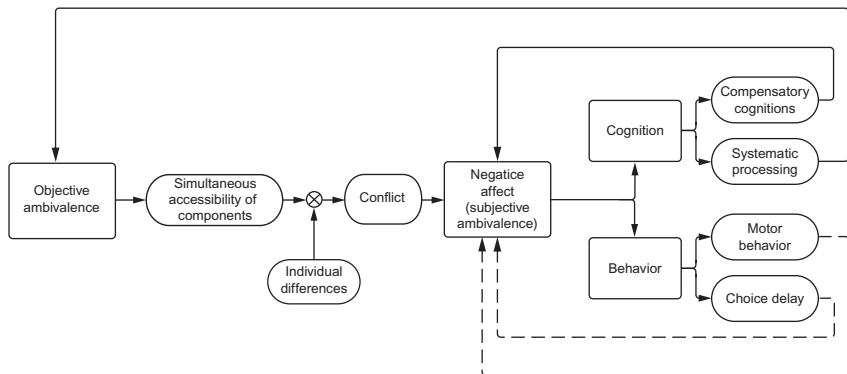 Objective
ambivalence
Simultaneous
accessibility of
components
Individual
differences
Conflict
Negatice
affect
(subjective
ambivalence)
Cognition
Compensatory
cognitions
Systematic
processing
Behavior
Motor
behavior
Choice delay